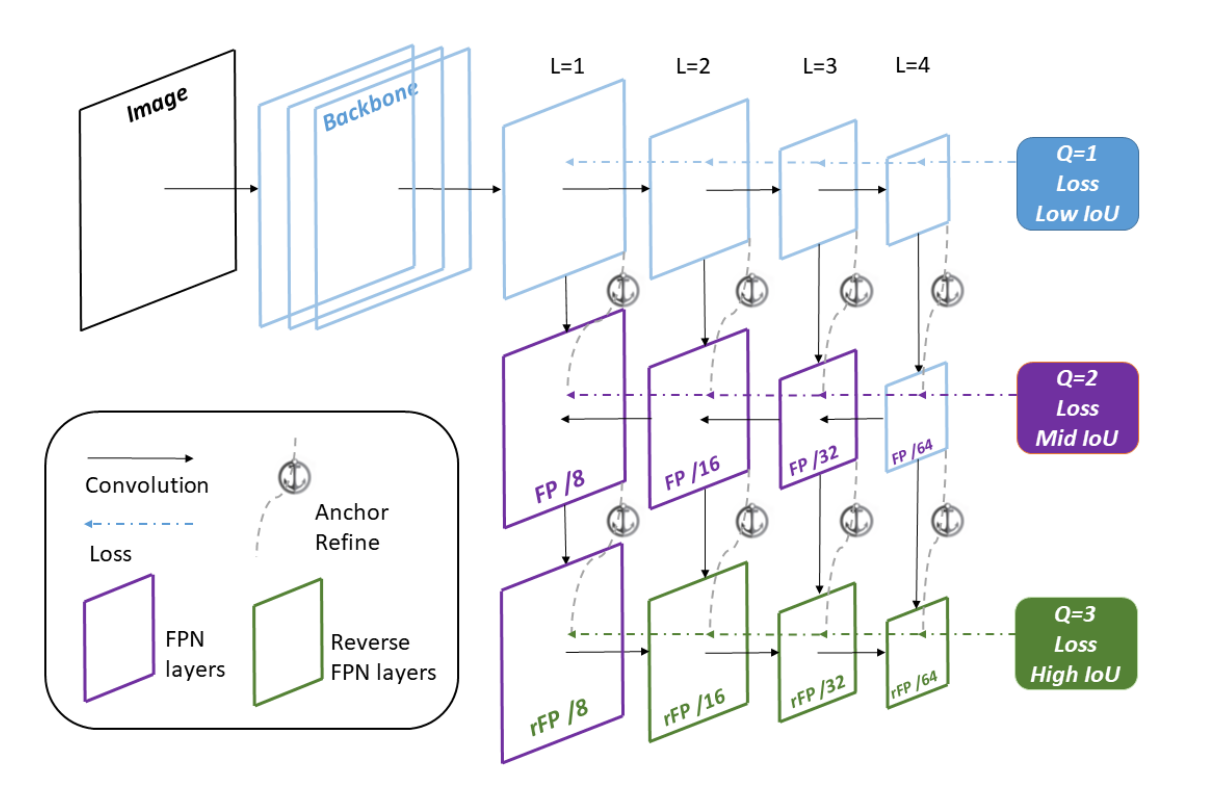 Image
Backbone
L=1
L=2
L=3
L=4
Q=1
Loss
Low IoU
Q=2
Loss
Mid IoU
FP /8
FP /16
FP /32
FP /64
Q=3
Loss
High IoU
rFP /8
rFP /16
rFP /32
rFP /64
Convolution
Loss
Anchor
Refine
FPN
layers
Reverse
FPN layers